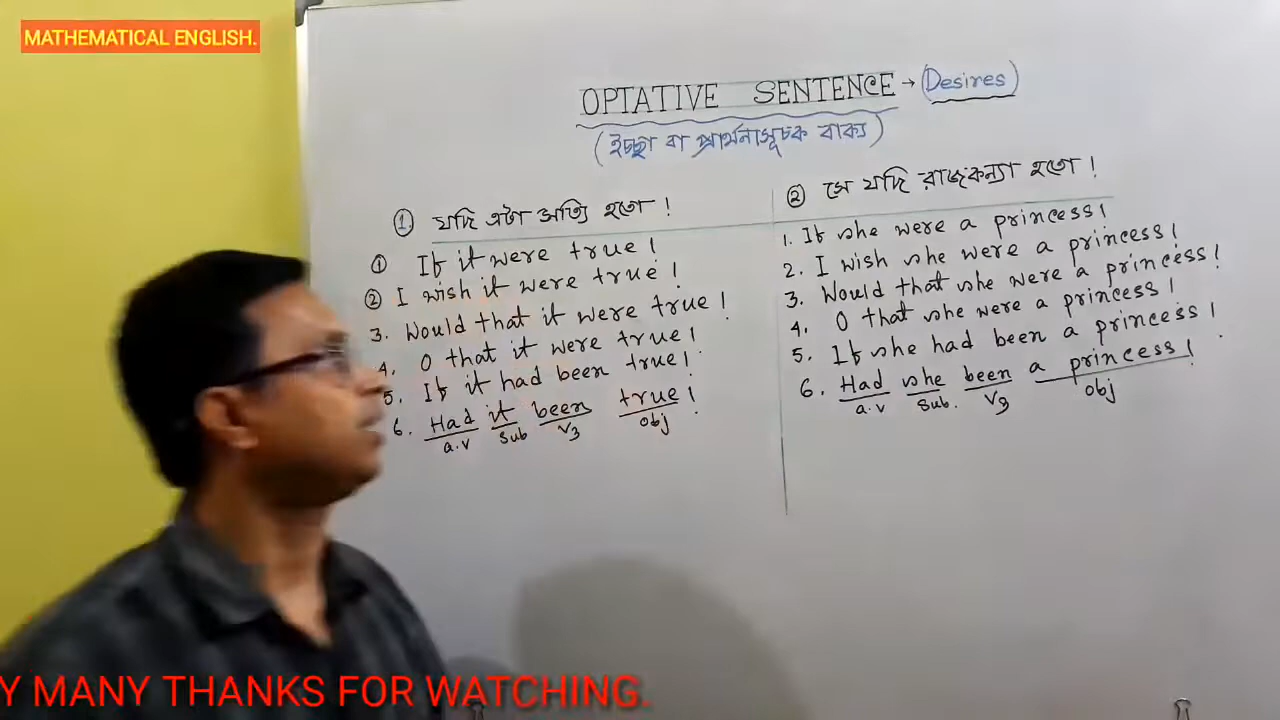 MATHEMATICAL ENGLISH.
OPTATIVE SENTENCE → (Desires)
(ইচ্ছা বা প্রার্থনাসূচক বাক্য)
① যদি এটা সত্যি হতো !
① If it were true !
② I wish it were true !
3. Would that it were true !
4. O that it were true !
5. If it had been true !
6. Had it been true !
a.v sub V3 obj
② সে যদি রাজকন্যা হতো !
1. If she were a princess !
2. I wish she were a princess !
3. Would that she were a princess !
4. O that she were a princess !
5. If she had been a princess !
6. Had she been a princess !
a.v sub. V3 obj
Y MANY THANKS FOR WATCHING.